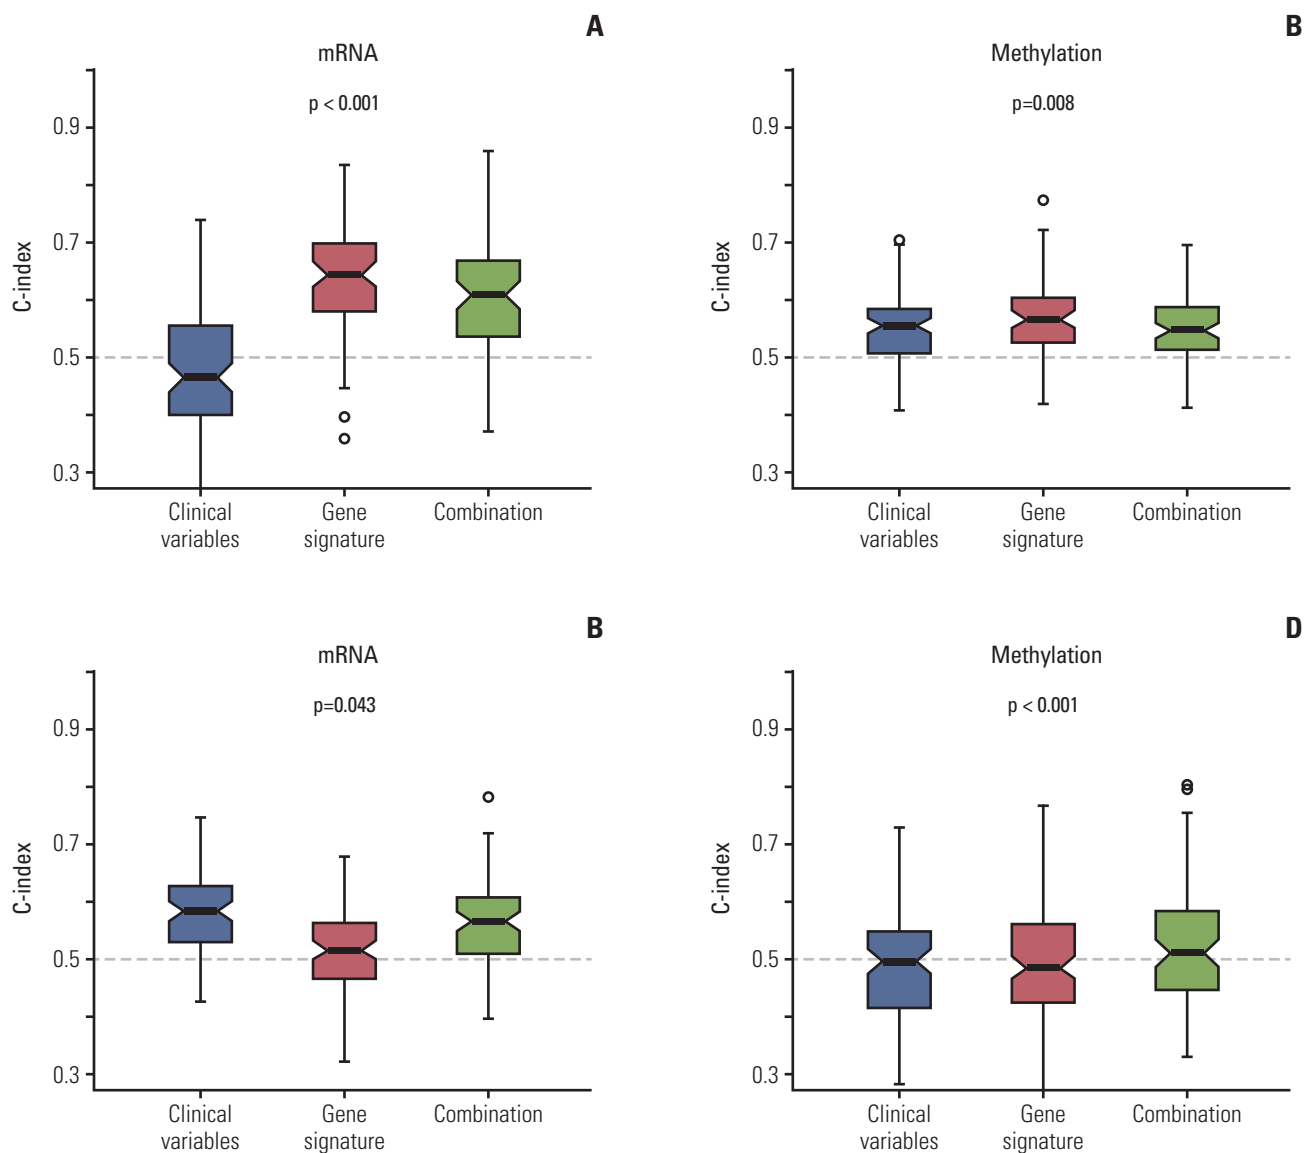 A
mRNA
p < 0.001
C-index
0.9
0.7
0.5
0.3
Clinical
variables
Gene
signature
Combination
B
Methylation
p=0.008
C-index
0.9
0.7
0.5
0.3
Clinical
variables
Gene
signature
Combination
B
mRNA
p=0.043
C-index
0.9
0.7
0.5
0.3
Clinical
variables
Gene
signature
Combination
D
Methylation
p < 0.001
C-index
0.9
0.7
0.5
0.3
Clinical
variables
Gene
signature
Combination